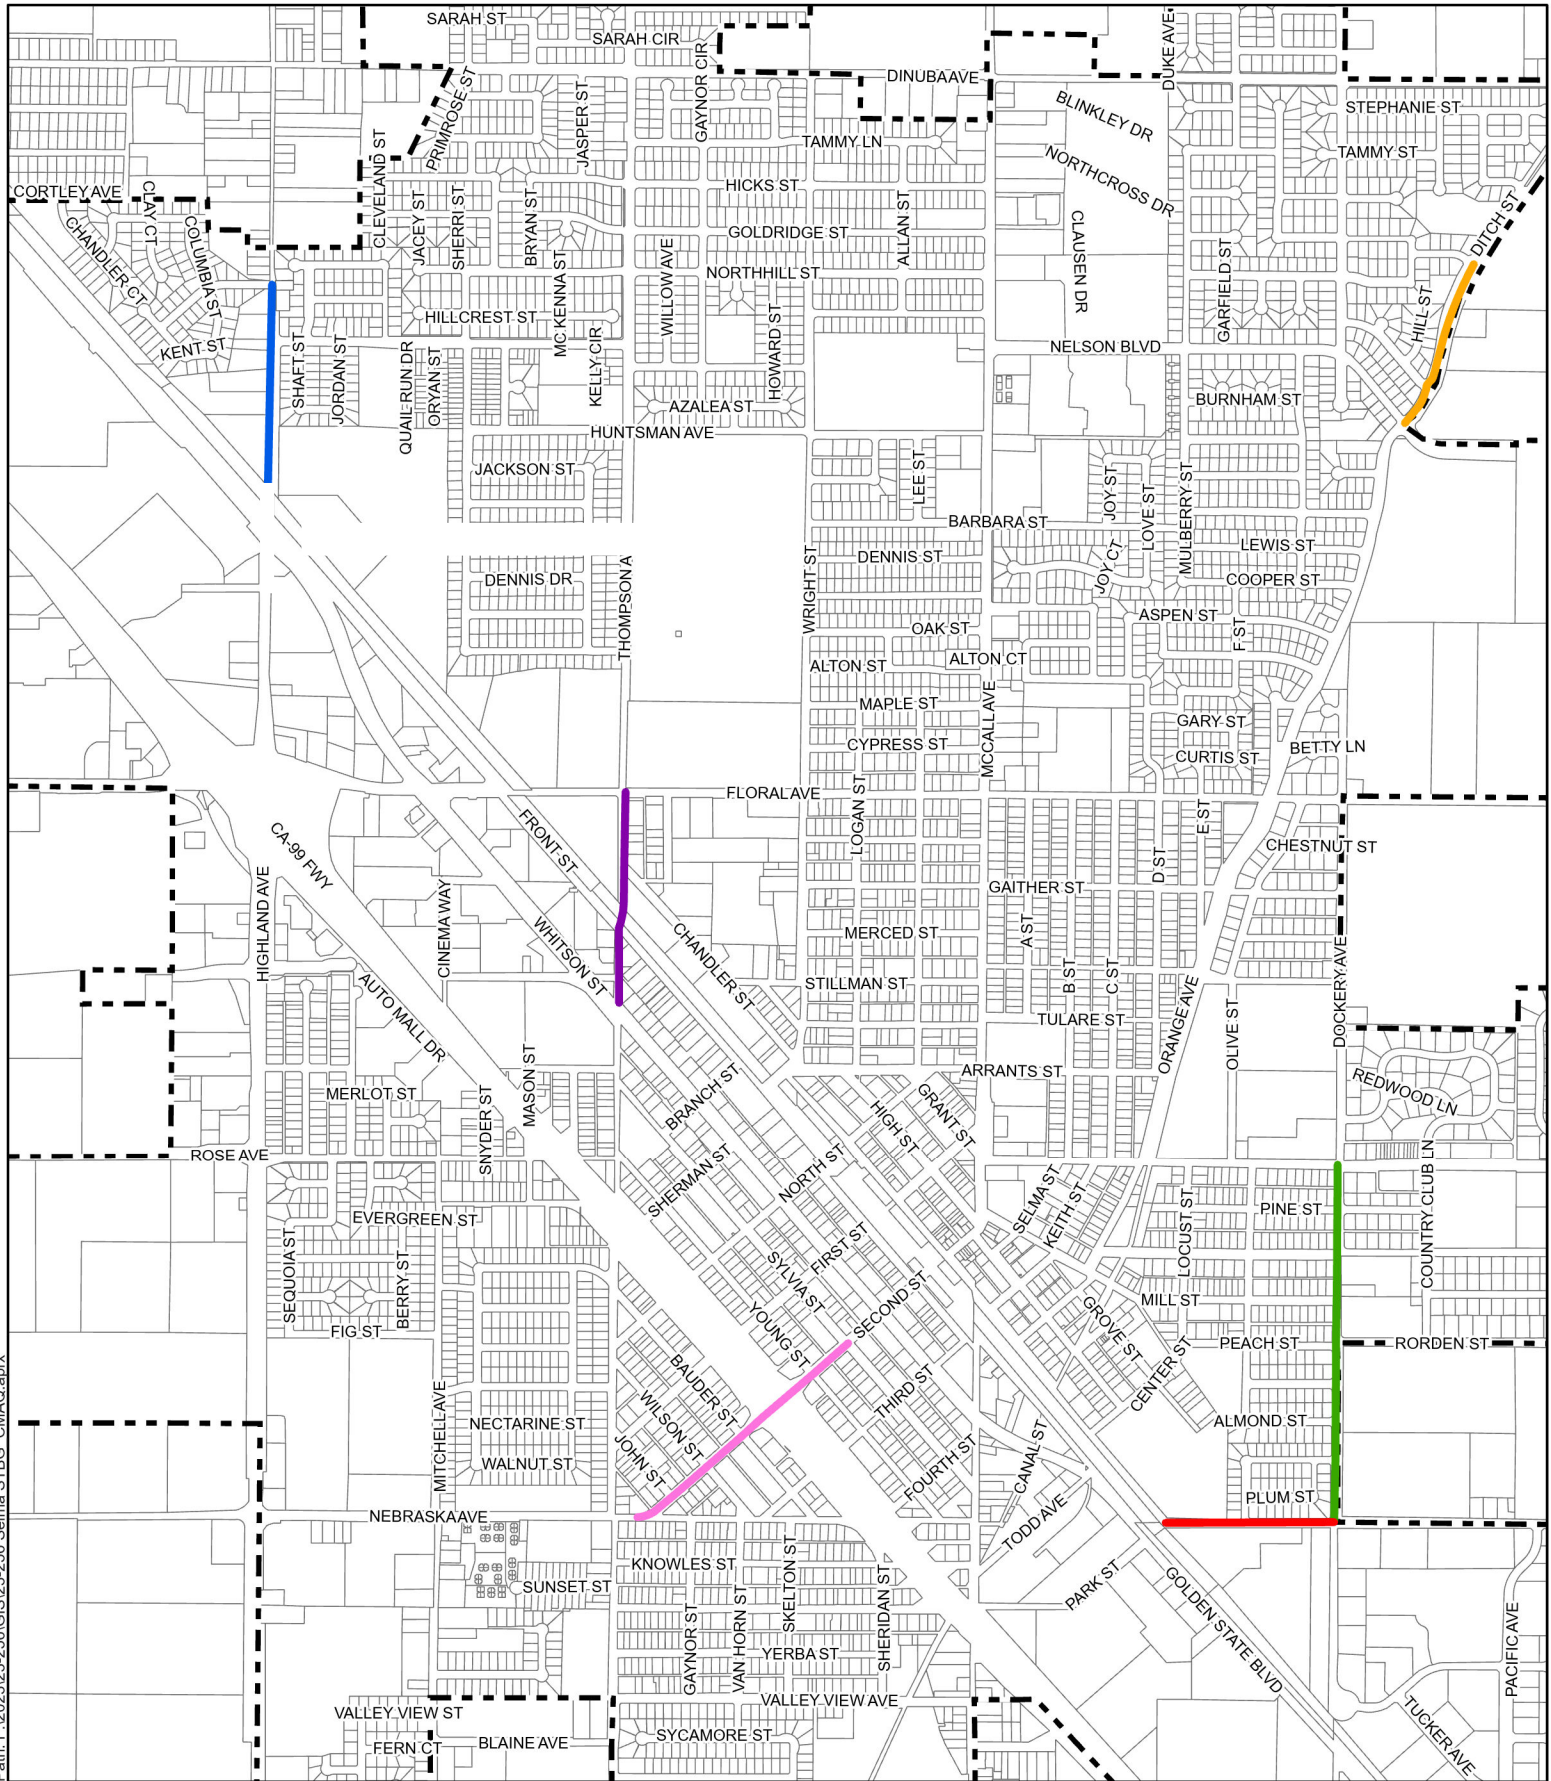 SARAH ST
SARAH CIR
DUKE AVE
GAYNOR CIR
DINUBA AVE
PRIMROSE ST
JASPER ST
BLINKLEY DR
STEPHANIE ST
CLEVELAND ST
TAMMY LN
TAMMY ST
NORTHCROSS DR
CORTLEY AVE
CLAY CT
HICKS ST
JACEY ST
SHERRI ST
BRYAN ST
ALLAN ST
DITCH ST
CHANDLER CT
COLUMBIA ST
GOLDRIDGE ST
CLAUSEN DR
GARFIELD ST
NORTHHILL ST
WILLOW AVE
MC KENNA ST
HILL ST
HILLCREST ST
HOWARD ST
KENT ST
SHAFT ST
JORDAN ST
QUAIL RUN DR
ORYAN ST
KELLY CIR
NELSON BLVD
BURNHAM ST
AZALEA ST
HUNTSMAN AVE
JACKSON ST
LEE ST
JOY ST
LOVE ST
MULBERRY ST
BARBARA ST
LEWIS ST
DENNIS ST
DENNIS DR
THOMPSON A
WRIGHT ST
JOY CT
COOPER ST
ASPEN ST
OAK ST
F ST
ALTON ST
ALTON CT
MAPLE ST
MCCALL AVE
GARY ST
CYPRESS ST
BETTY LN
CURTIS ST
FLORAL AVE
LOGAN ST
E ST
FRONT ST
CA-99 FWY
CHESTNUT ST
D ST
HIGHLAND AVE
CINEMA WAY
GAITHER ST
A ST
WHITSON ST
CHANDLER ST
MERCED ST
B ST
C ST
DOCKERY AVE
STILLMAN ST
AUTO MALL DR
ORANGE AVE
OLIVE ST
TULARE ST
MASON ST
ARRANTS ST
REDWOOD LN
MERLOT ST
BRANCH ST
HIGH ST
GRANT ST
SNYDER ST
ROSE AVE
SHERMAN ST
NORTH ST
SELMA ST
KEITH ST
LOCUST ST
COUNTRY CLUB LN
PINE ST
EVERGREEN ST
SEQUOIA ST
BERRY ST
FIRST ST
SYLVIA ST
SECOND ST
MILL ST
GROVE ST
FIG ST
YOUNG ST
CENTER ST
PEACH ST
RORDEN ST
BAUDER ST
THIRD ST
MITCHELL AVE
NECTARINE ST
WILSON ST
ALMOND ST
JOHN ST
WALNUT ST
FOURTH ST
CANAL ST
PLUM ST
NEBRASKA AVE
TODD AVE
KNOWLES ST
SUNSET ST
SKELTON ST
SHERIDAN ST
PARK ST
GOLDEN STATE BLVD
GAYNOR ST
VAN HORN ST
YERBA ST
PACIFIC AVE
VALLEY VIEW AVE
VALLEY VIEW ST
SYCAMORE ST
TUCKER AVE
FERN CT
BLAINE AVE